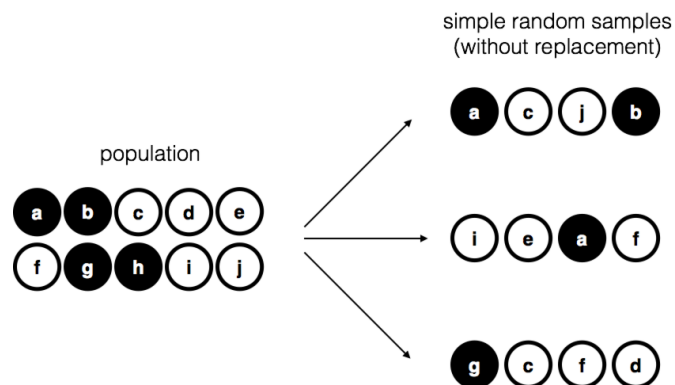 simple random samples
(without replacement)
population
a b c d e
f g h i j
a c j b
i e a f
g c f d